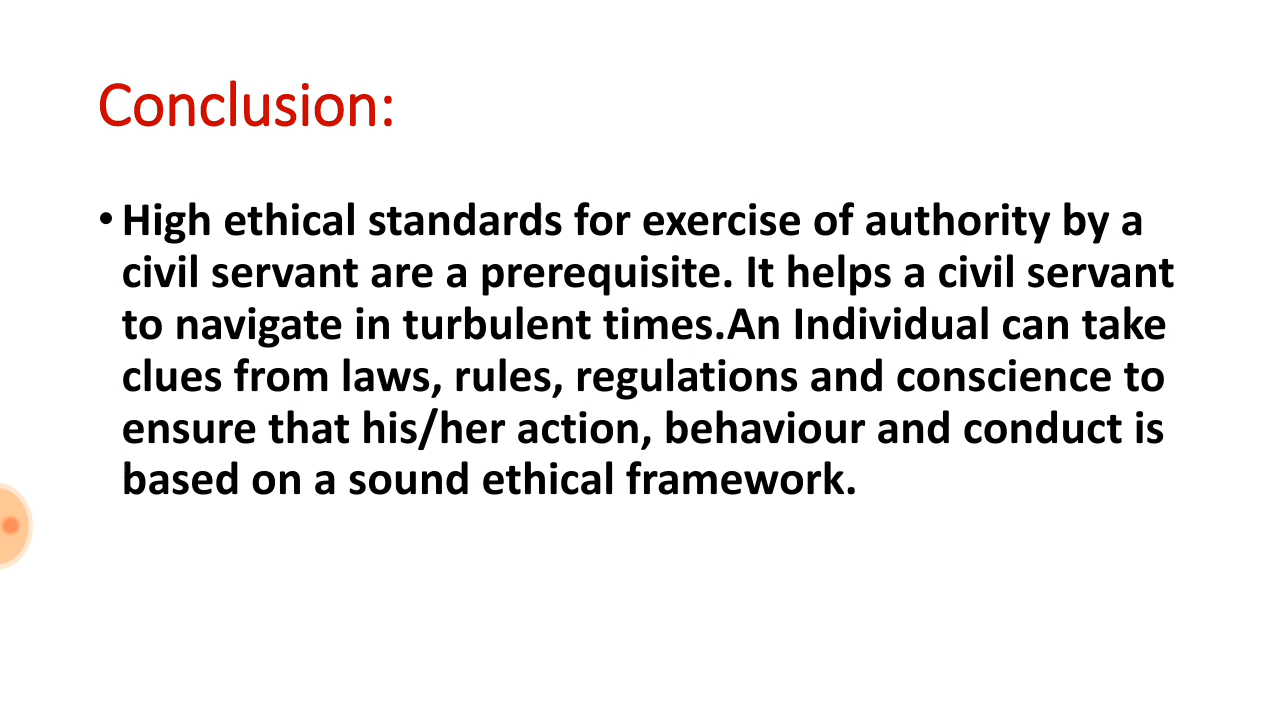 Conclusion:
• High ethical standards for exercise of authority by a
civil servant are a prerequisite. It helps a civil servant
to navigate in turbulent times.An Individual can take
clues from laws, rules, regulations and conscience to
ensure that his/her action, behaviour and conduct is
based on a sound ethical framework.